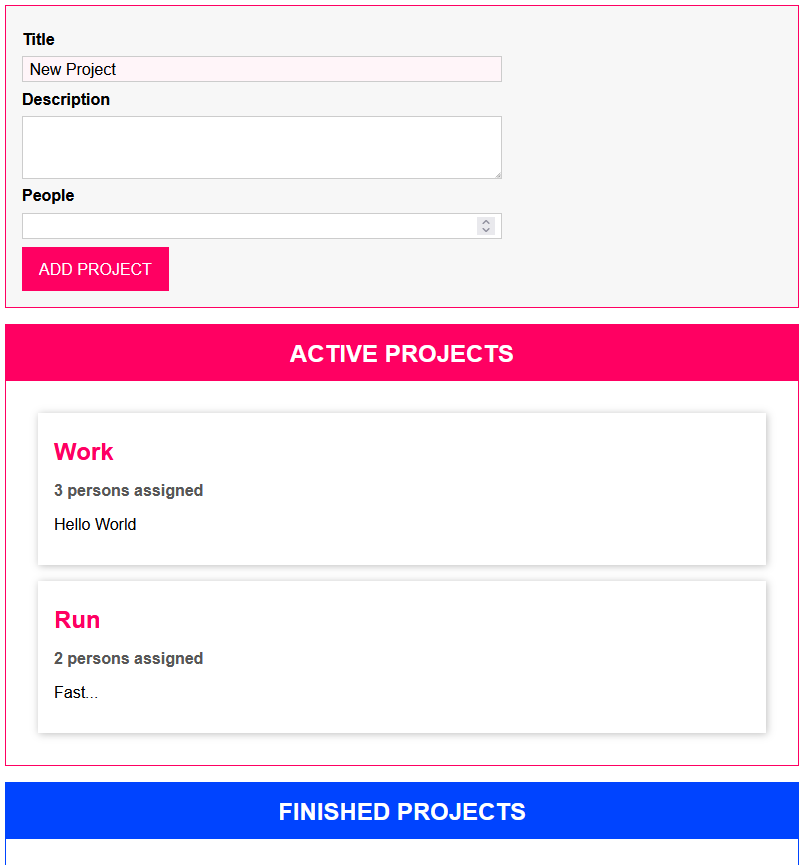 Title
New Project
Description
People
ADD PROJECT
ACTIVE PROJECTS
Work
3 persons assigned
Hello World
Run
2 persons assigned
Fast...
FINISHED PROJECTS